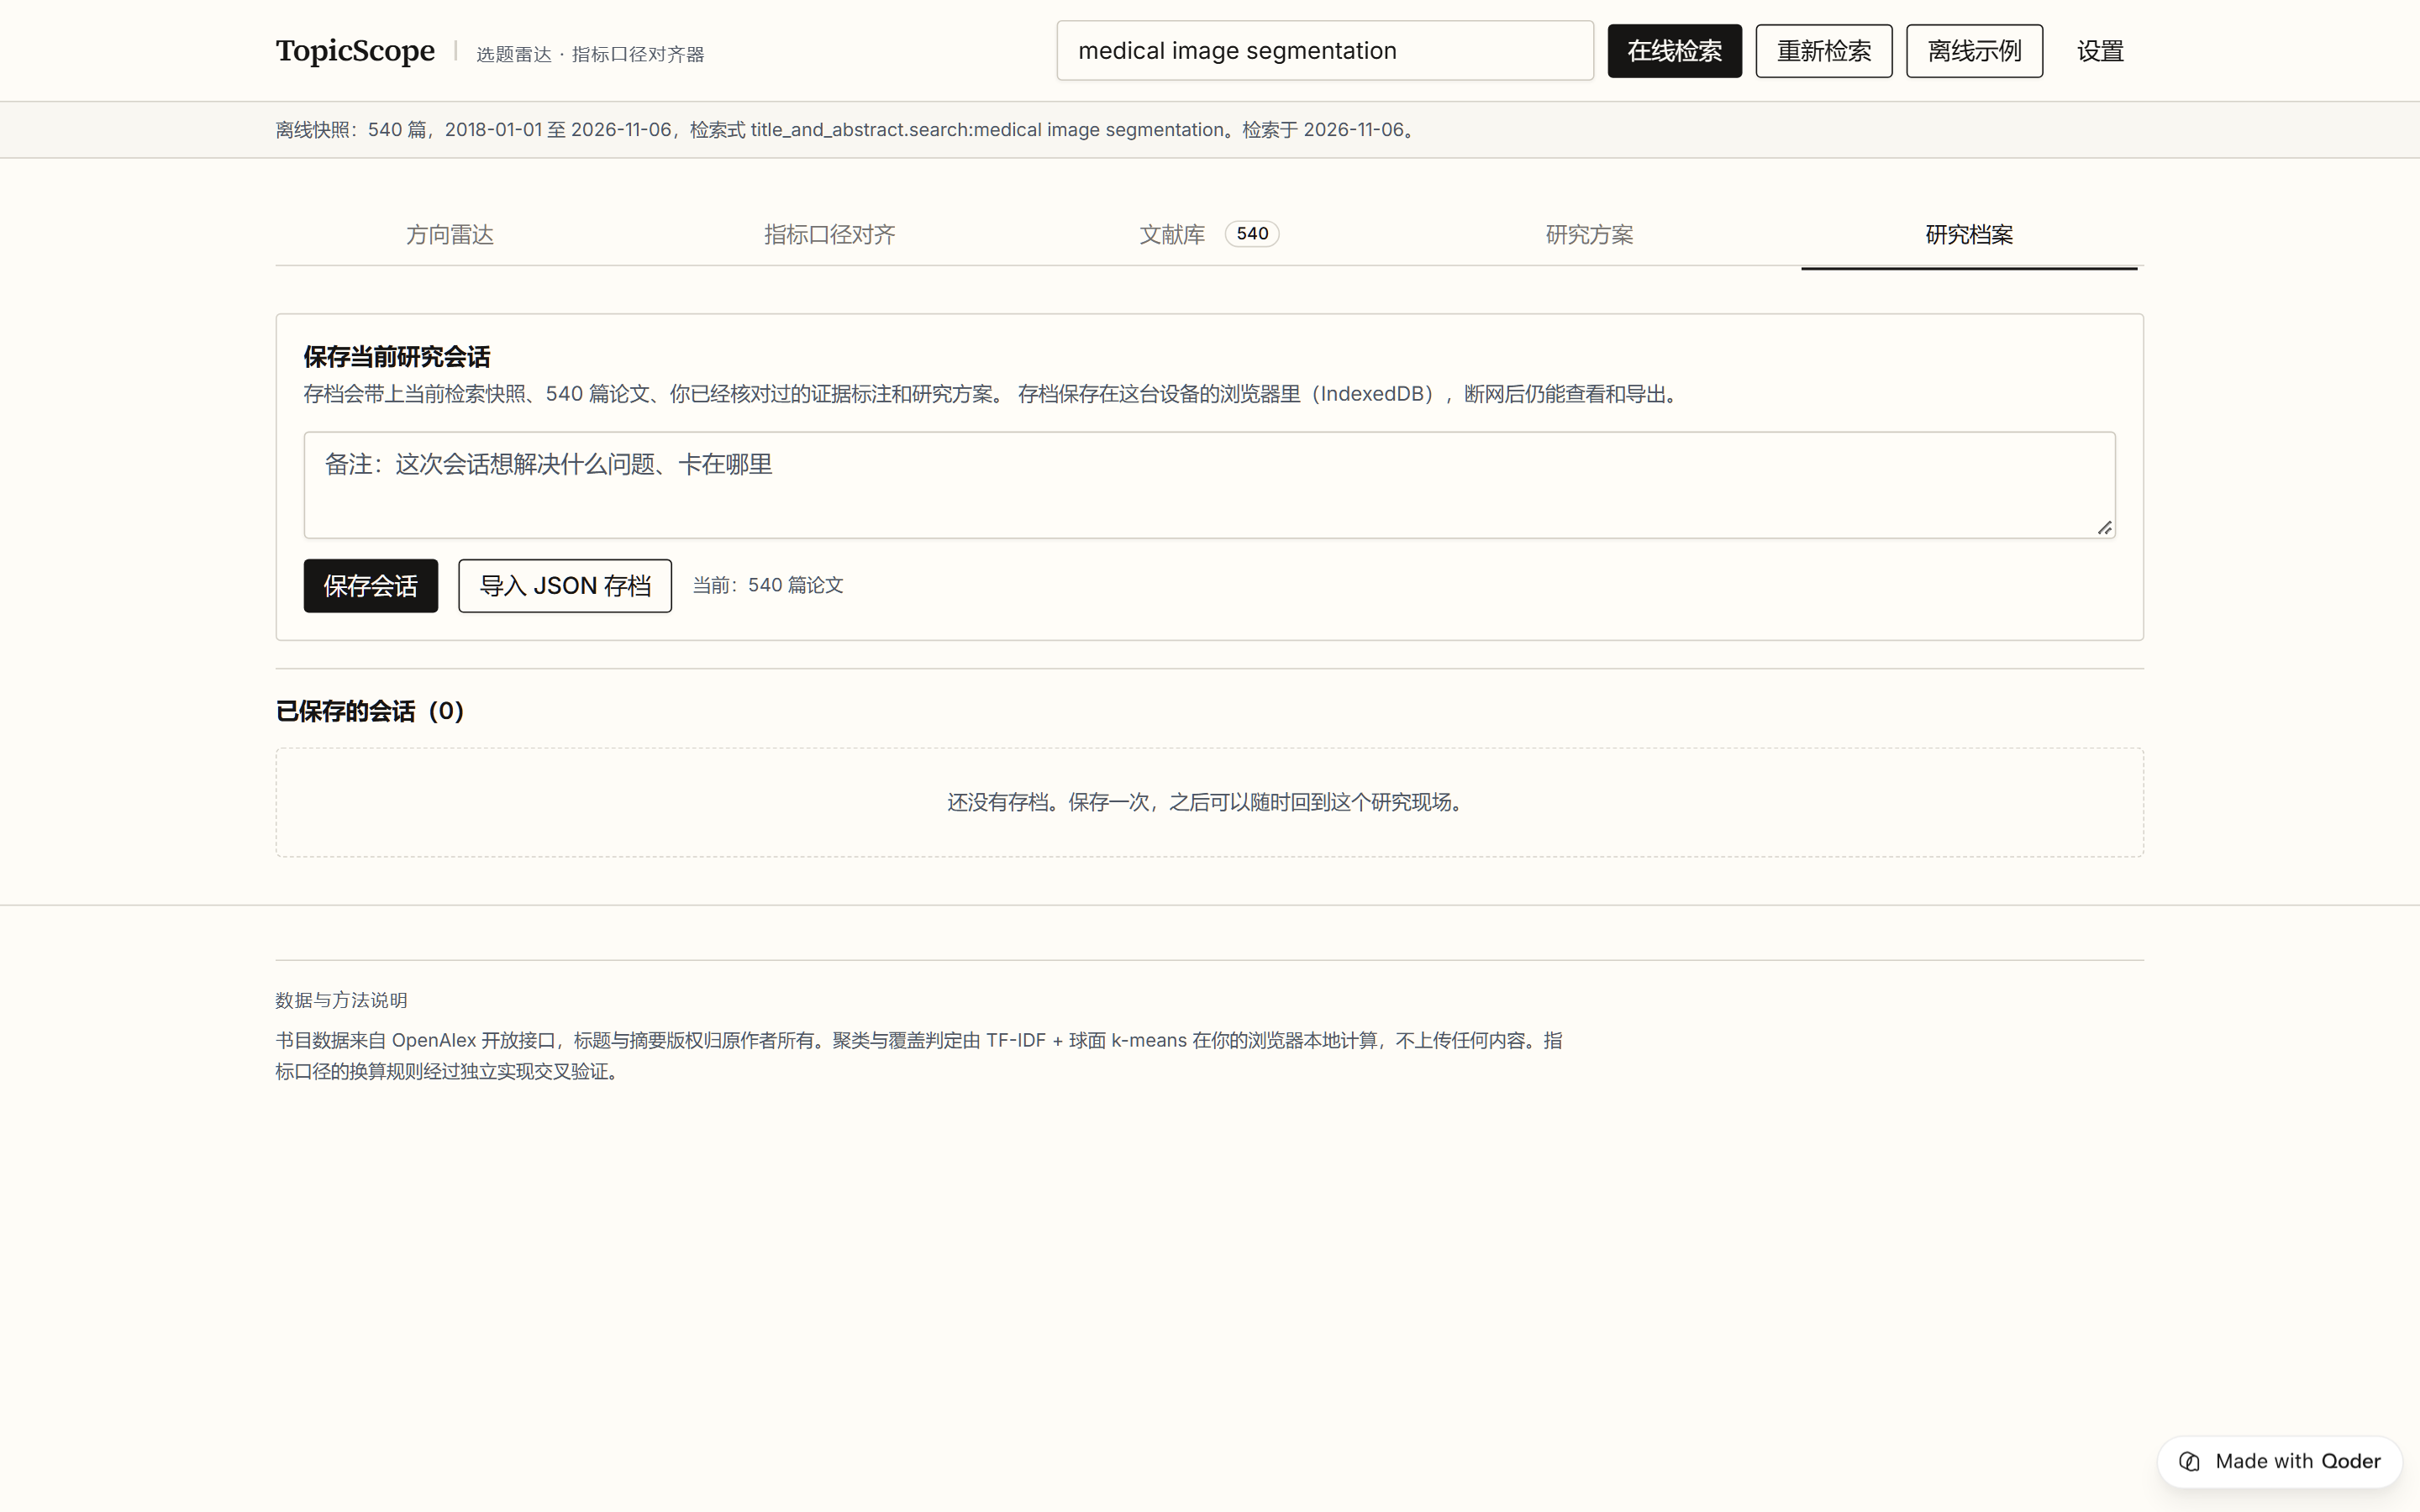 TopicScope
选题雷达 · 指标口径对齐器
medical image segmentation
在线检索
重新检索
离线示例
设置
离线快照：540 篇，2018-01-01 至 2026-11-06，检索式 title_and_abstract.search:medical image segmentation。检索于 2026-11-06。
方向雷达
指标口径对齐
文献库 540
研究方案
研究档案
保存当前研究会话
存档会带上当前检索快照、540 篇论文、你已经核对过的证据标注和研究方案。 存档保存在这台设备的浏览器里（IndexedDB），断网后仍能查看和导出。
备注：这次会话想解决什么问题、卡在哪里
保存会话
导入 JSON 存档
当前：540 篇论文
已保存的会话（0）
还没有存档。保存一次，之后可以随时回到这个研究现场。
数据与方法说明
书目数据来自 OpenAlex 开放接口，标题与摘要版权归原作者所有。聚类与覆盖判定由 TF-IDF + 球面 k-means 在你的浏览器本地计算，不上传任何内容。指
标口径的换算规则经过独立实现交叉验证。
Made with Qoder